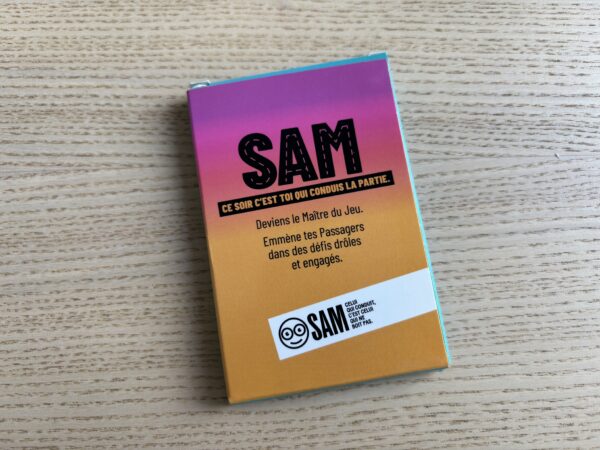 SAM
CE SOIR C'EST TOI QUI CONDUIS LA PARTIE.
Deviens le Maître du Jeu.
Emmène tes Passagers
dans des défis drôles
et engagés.
SAM
CELUI
QUI CONDUIT,
C'EST CELUI
QUI NE
BOIT PAS.